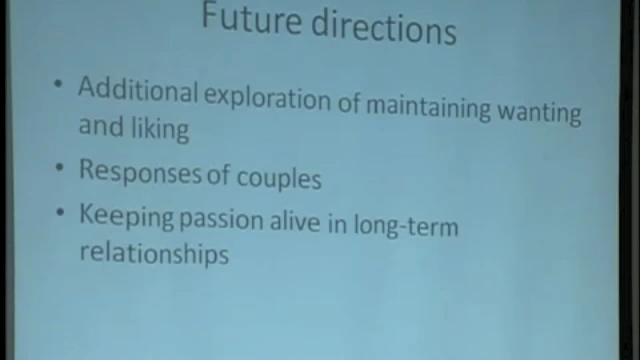 Future directions
• Additional exploration of maintaining wanting
and liking
• Responses of couples
• Keeping passion alive in long-term
relationships